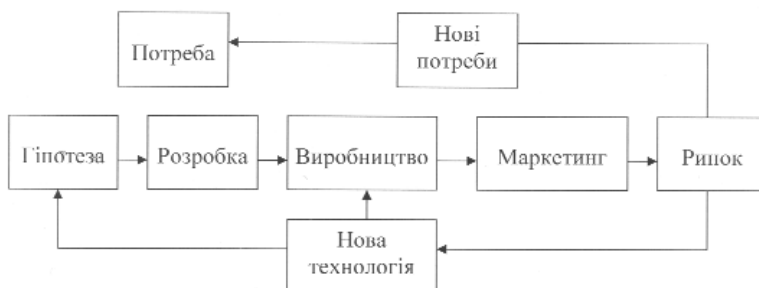 Потреба
Нові
потреби
Гіпотеза
Розробка
Виробництво
Маркетинг
Ринок
Нова
технологія